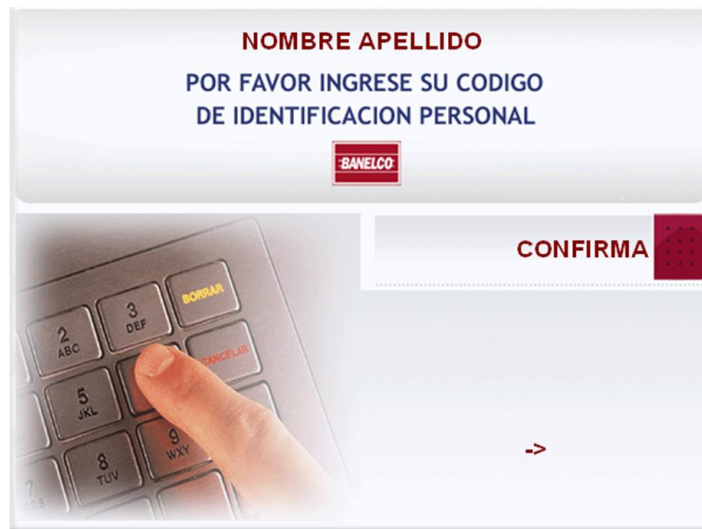 NOMBRE APELLIDO
POR FAVOR INGRESE SU CODIGO
DE IDENTIFICACION PERSONAL
BANELCO
CONFIRMA
3
DEF
BORRAR
2
ABC
CANCELAR
5
JKL
9
WXY
8
TUV
7
->